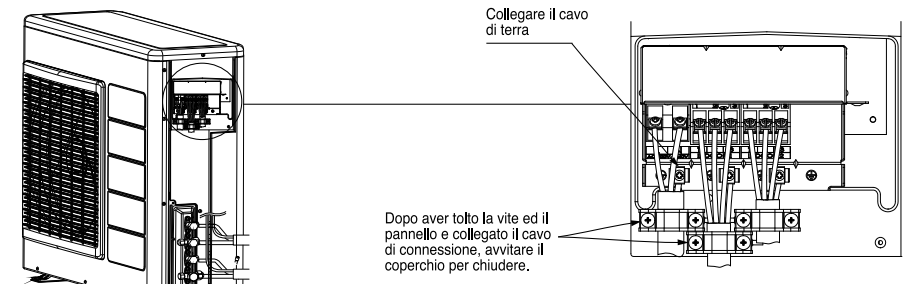 Collegare il cavo
di terra
Dopo aver tolto la vite ed il
pannello e collegato il cavo
di connessione, avvitare il
coperchio per chiudere.